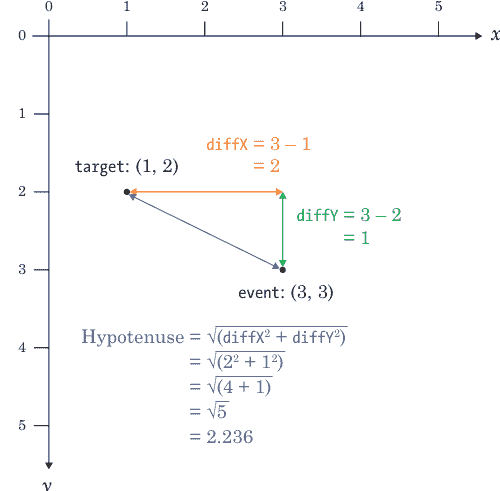 0 1 2 3 4 5
0 x
1
diffX = 3 – 1
= 2
target: (1, 2)
2
diffY = 3 – 2
= 1
3
event: (3, 3)
Hypotenuse = √(diffX² + diffY²)
4
= √(2² + 1²)
= √(4 + 1)
= √5
5
= 2.236
y